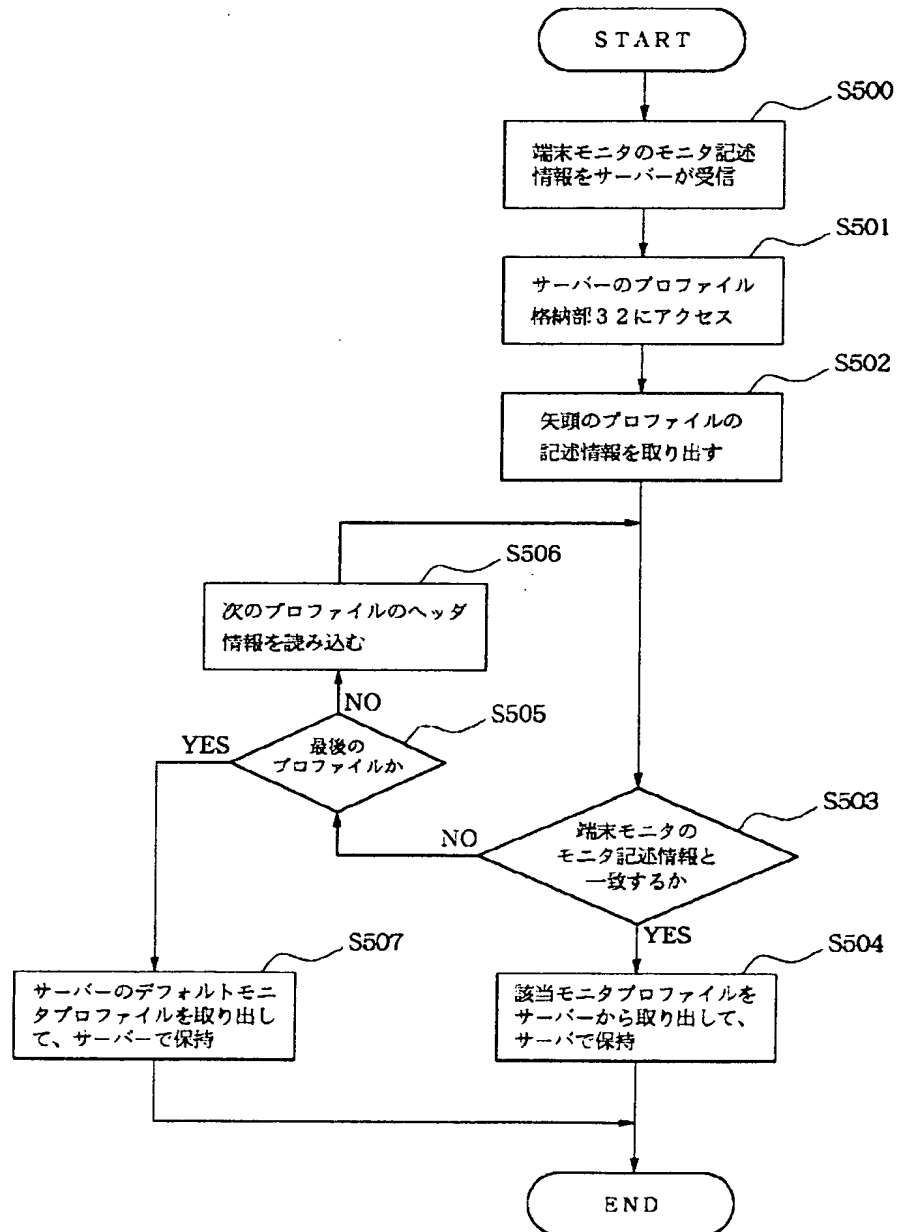 START
S500
端末モニタのモニタ記述
情報をサーバーが受信
S501
サーバーのプロファイル
格納部32にアクセス
S502
矢頭のプロファイルの
記述情報を取り出す
S506
次のプロファイルのヘッダ
情報を読み込む
NO
S505
YES
最後の
プロファイルか
S503
NO
端末モニタの
モニタ記述情報と
一致するか
YES
S507
サーバーのデフォルトモニ
タプロファイルを取り出し
て、サーバーで保持
S504
該当モニタプロファイルを
サーバーから取り出して、
サーバで保持
END